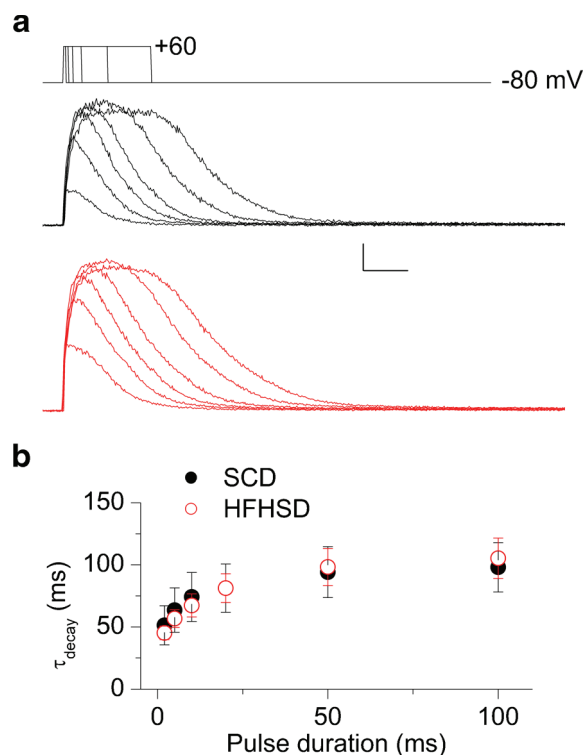 a
+60
-80 mV
b
SCD
HFHSD
150
100
50
0
τdecay (ms)
0
50
100
Pulse duration (ms)